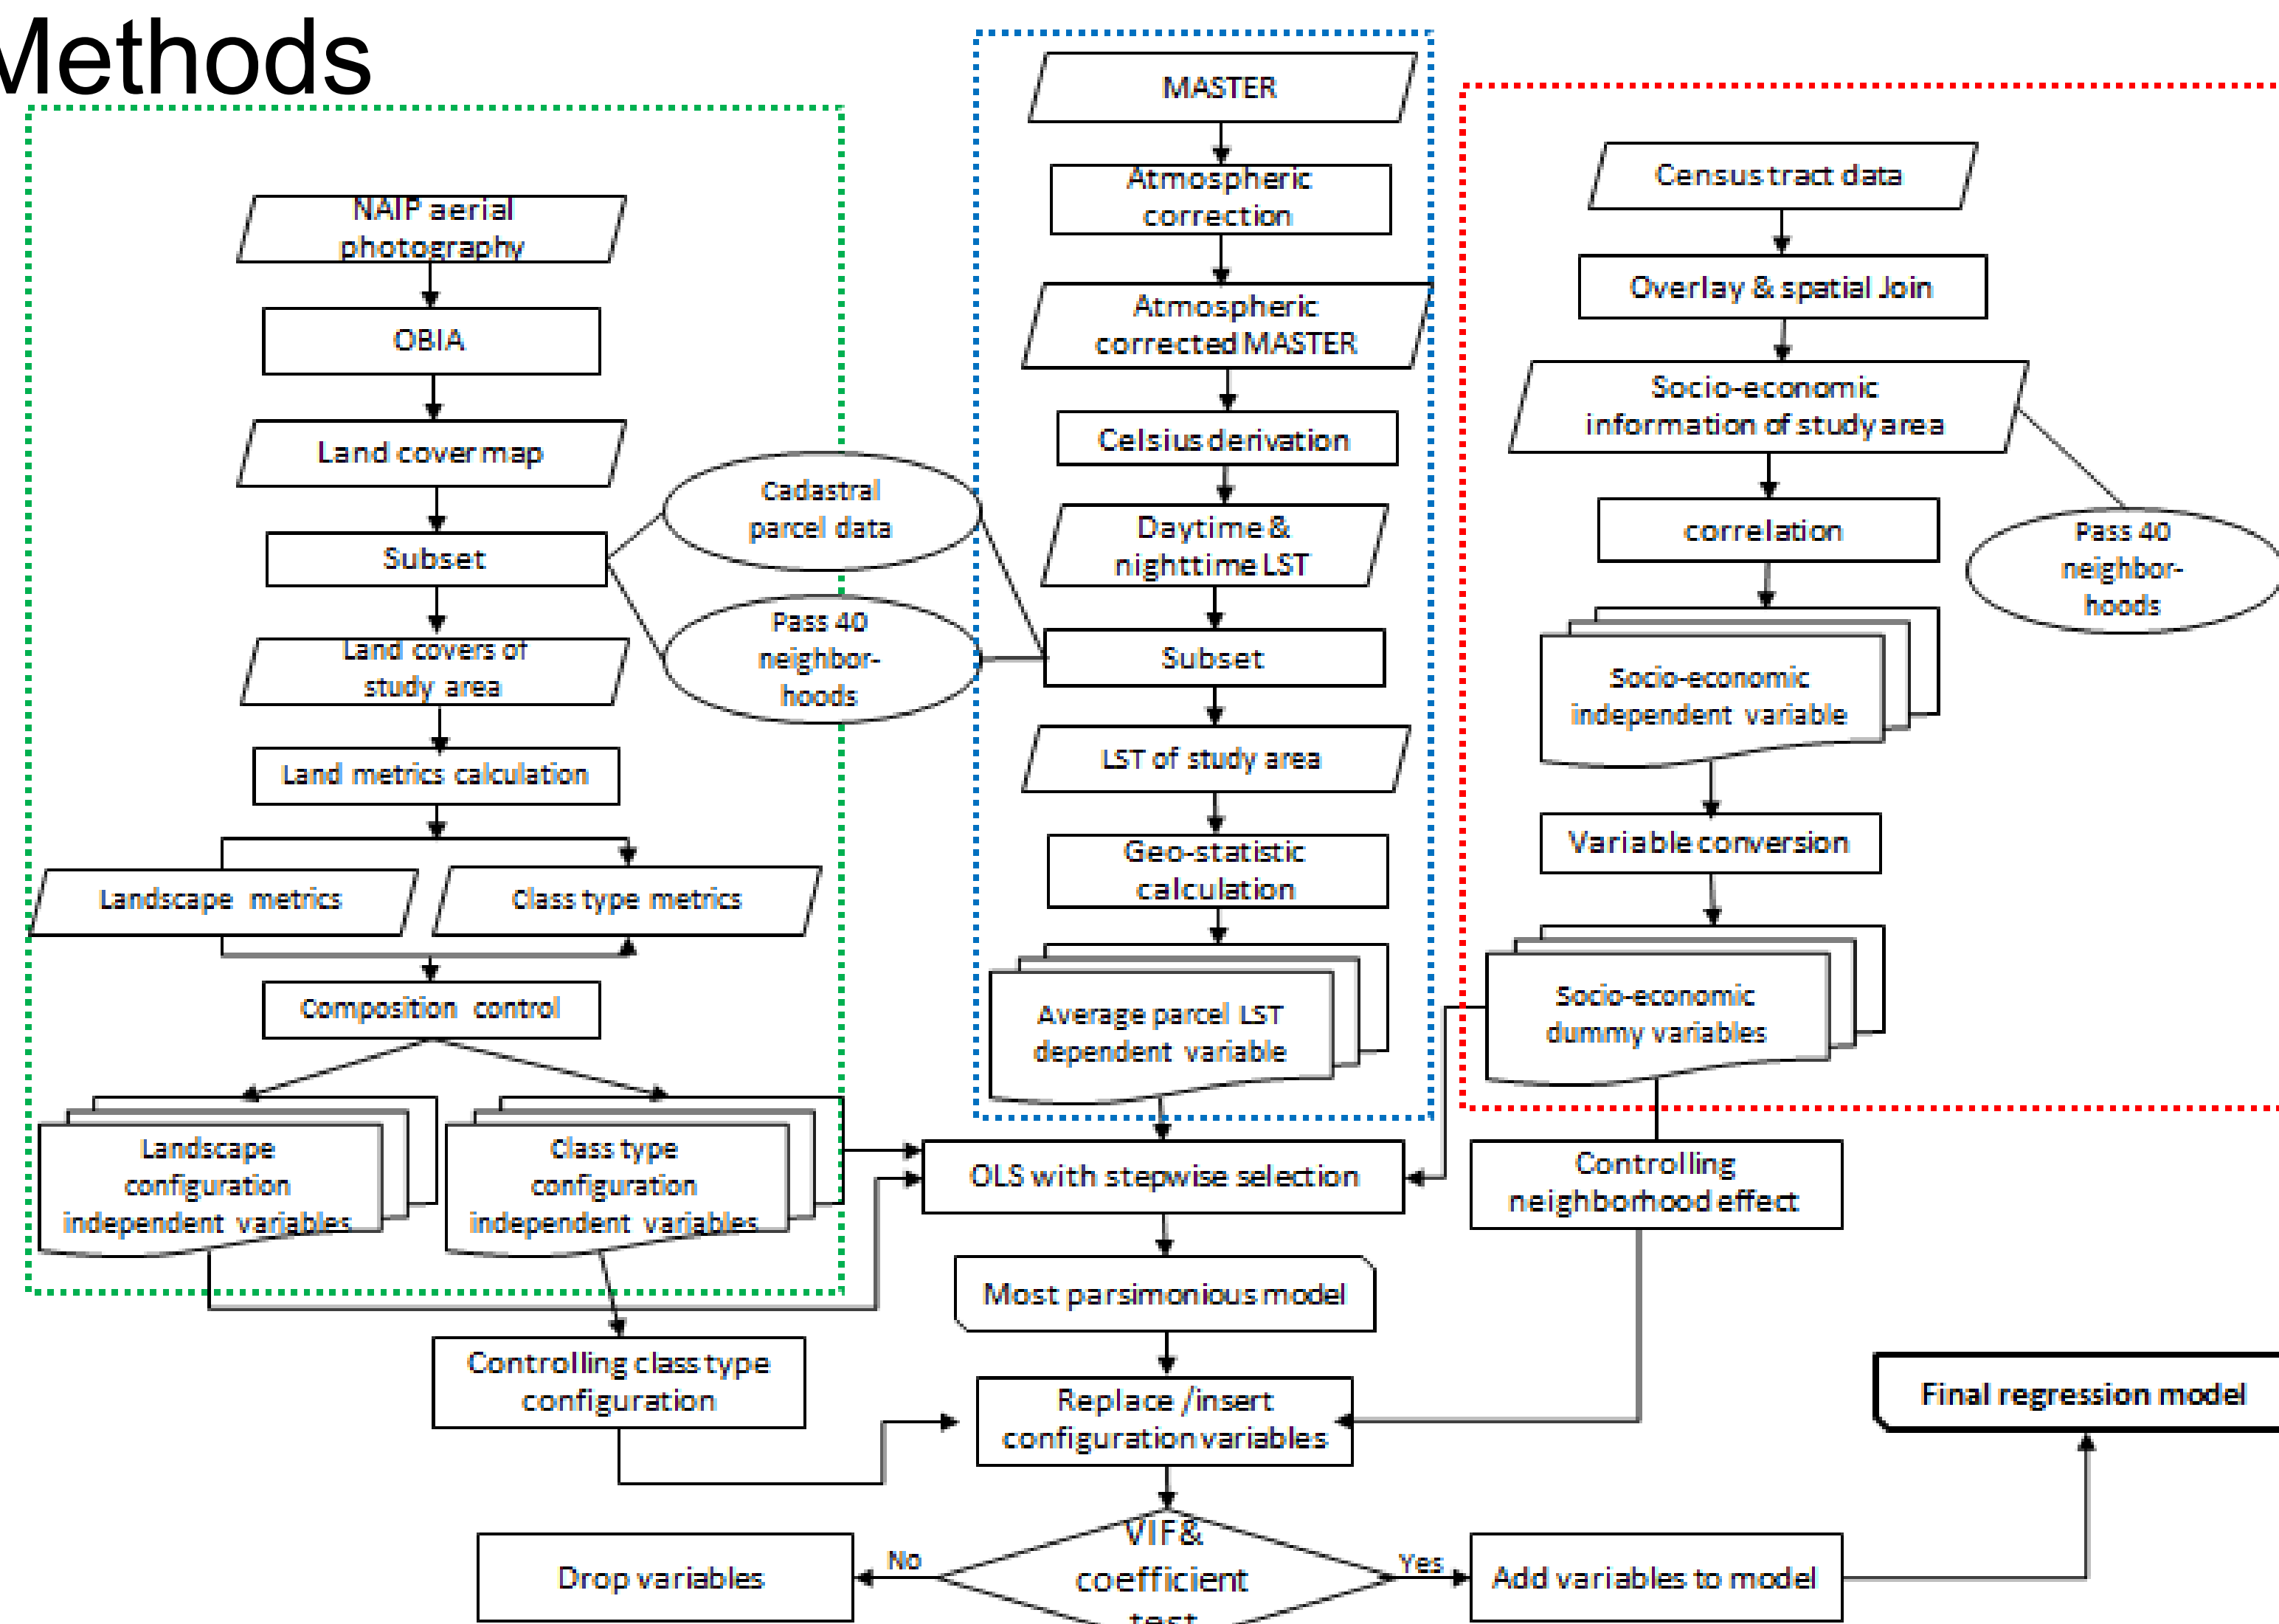 Methods
NAIP aerial
photography
OBIA
Land cover map
Subset
Land covers of
study area
Land metrics calculation
Landscape metrics
Class type metrics
Composition control
Landscape
configuration
independent variables
Class type
configuration
independent variables
Controlling class type
configuration
Cadastral
parcel data
Pass 40
neighbor-
hoods
MASTER
Atmospheric
correction
Atmospheric
corrected MASTER
Celsius derivation
Daytime &
nighttime LST
Subset
LST of study area
Geo-statistic
calculation
Average parcel LST
dependent variable
OLS with stepwise selection
Most parsimonious model
Replace /insert
configuration variables
VIF&
coefficient
test
No
Yes
Drop variables
Add variables to model
Census tract data
Overlay & spatial Join
Socio-economic
information of study area
correlation
Pass 40
neighbor-
hoods
Socio-economic
independent variable
Variable conversion
Socio-economic
dummy variables
Controlling
neighborhood effect
Final regression model